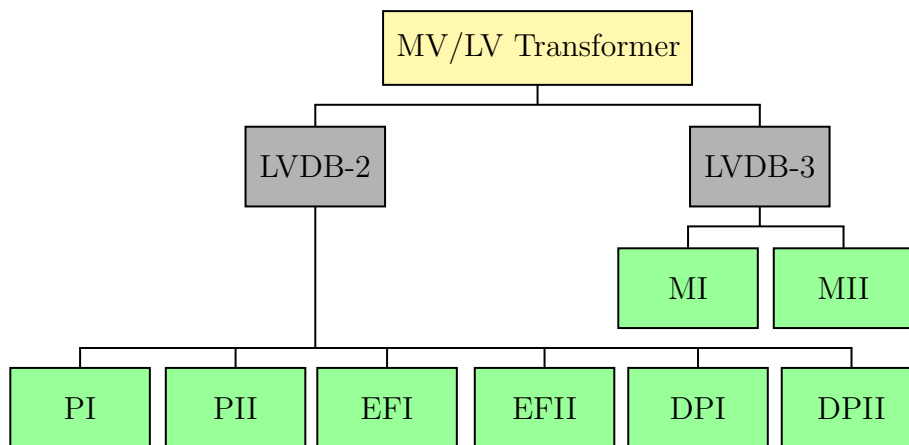 MV/LV Transformer
LVDB-2
LVDB-3
MI
MII
PI
PII
EFI
EFII
DPI
DPII